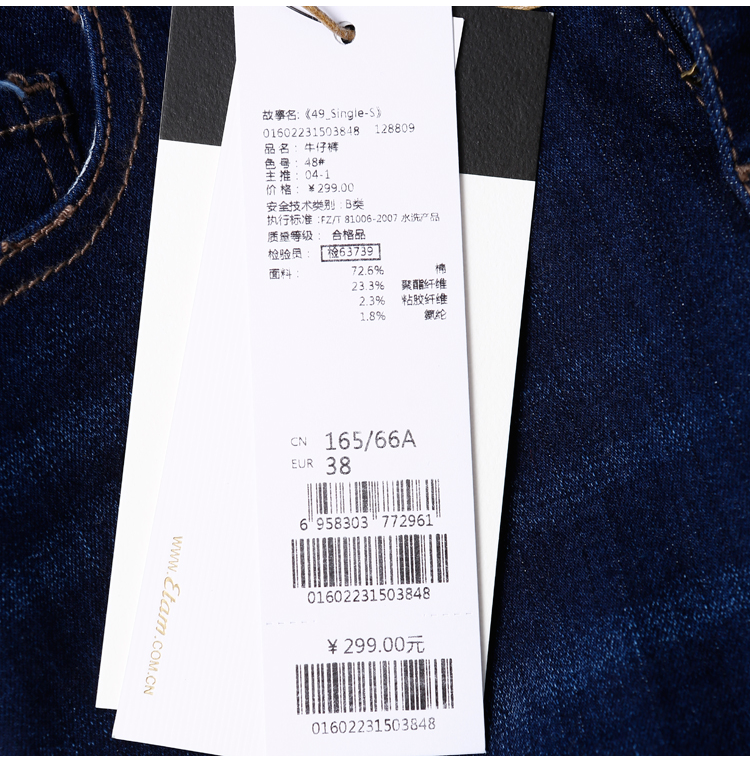 故事名:《49_Single-S》
01602231503848 128809
品 名: 牛仔裤
色 号: 48#
主 推: 04-1
价 格: ￥299.00
安全技术类别: B类
执行标准:FZ/T 81006-2007 水洗产品
质量等级: 合格品
检验员: 检63739
面料: 72.6% 棉
23.3% 聚酯纤维
2.3% 粘胶纤维
1.8% 氨纶
CN 165/66A
EUR 38
6 958303 772961
01602231503848
￥299.00元
01602231503848
WWW.Etam.COM.CN